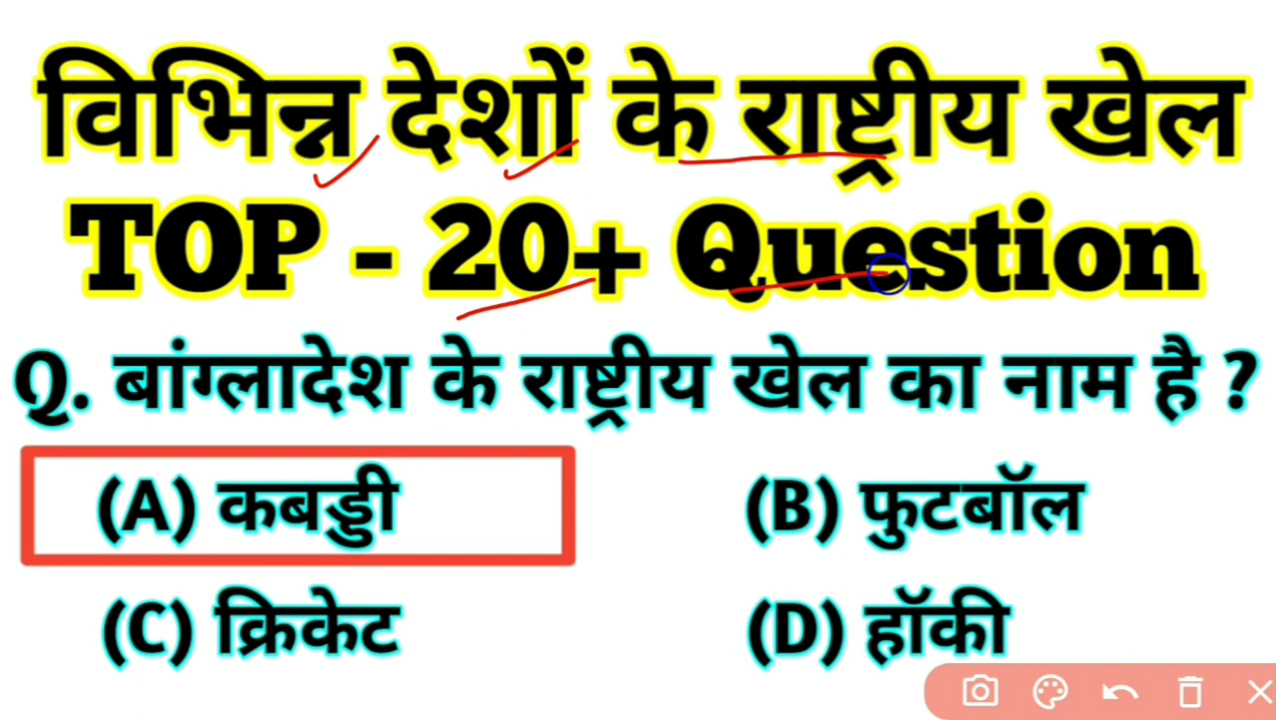 विभिन्न देशों के राष्ट्रीय खेल
TOP - 20+ Question
Q. बांग्लादेश के राष्ट्रीय खेल का नाम है ?
(A) कबड्डी
(B) फुटबॉल
(C) क्रिकेट
(D) हॉकी